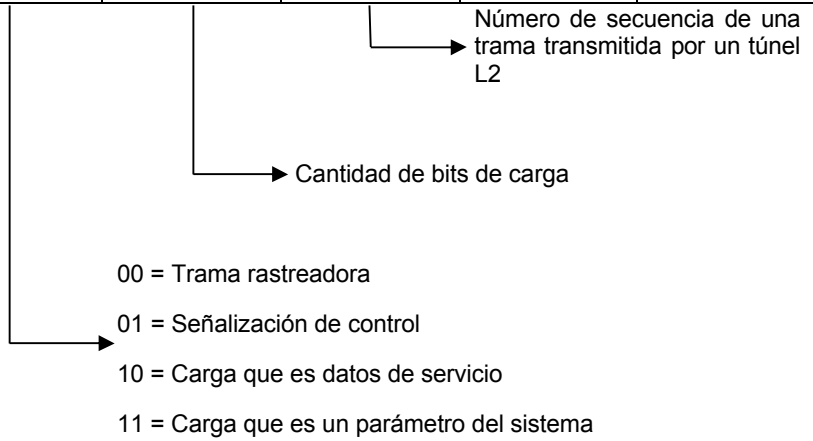 Número de secuencia de una
trama transmitida por un túnel
L2
Cantidad de bits de carga
00 = Trama rastreadora
01 = Señalización de control
10 = Carga que es datos de servicio
11 = Carga que es un parámetro del sistema